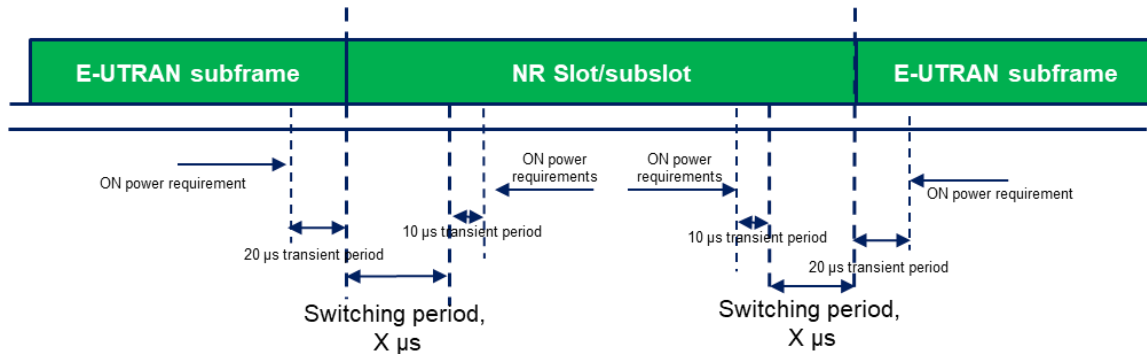 E-UTRAN subframe
NR Slot/subslot
E-UTRAN subframe
ON power requirement
ON power
requirements
ON power
requirements
ON power requirement
20 µs transient period
10 µs transient period
10 µs transient period
20 µs transient period
Switching period,
X µs
Switching period,
X µs